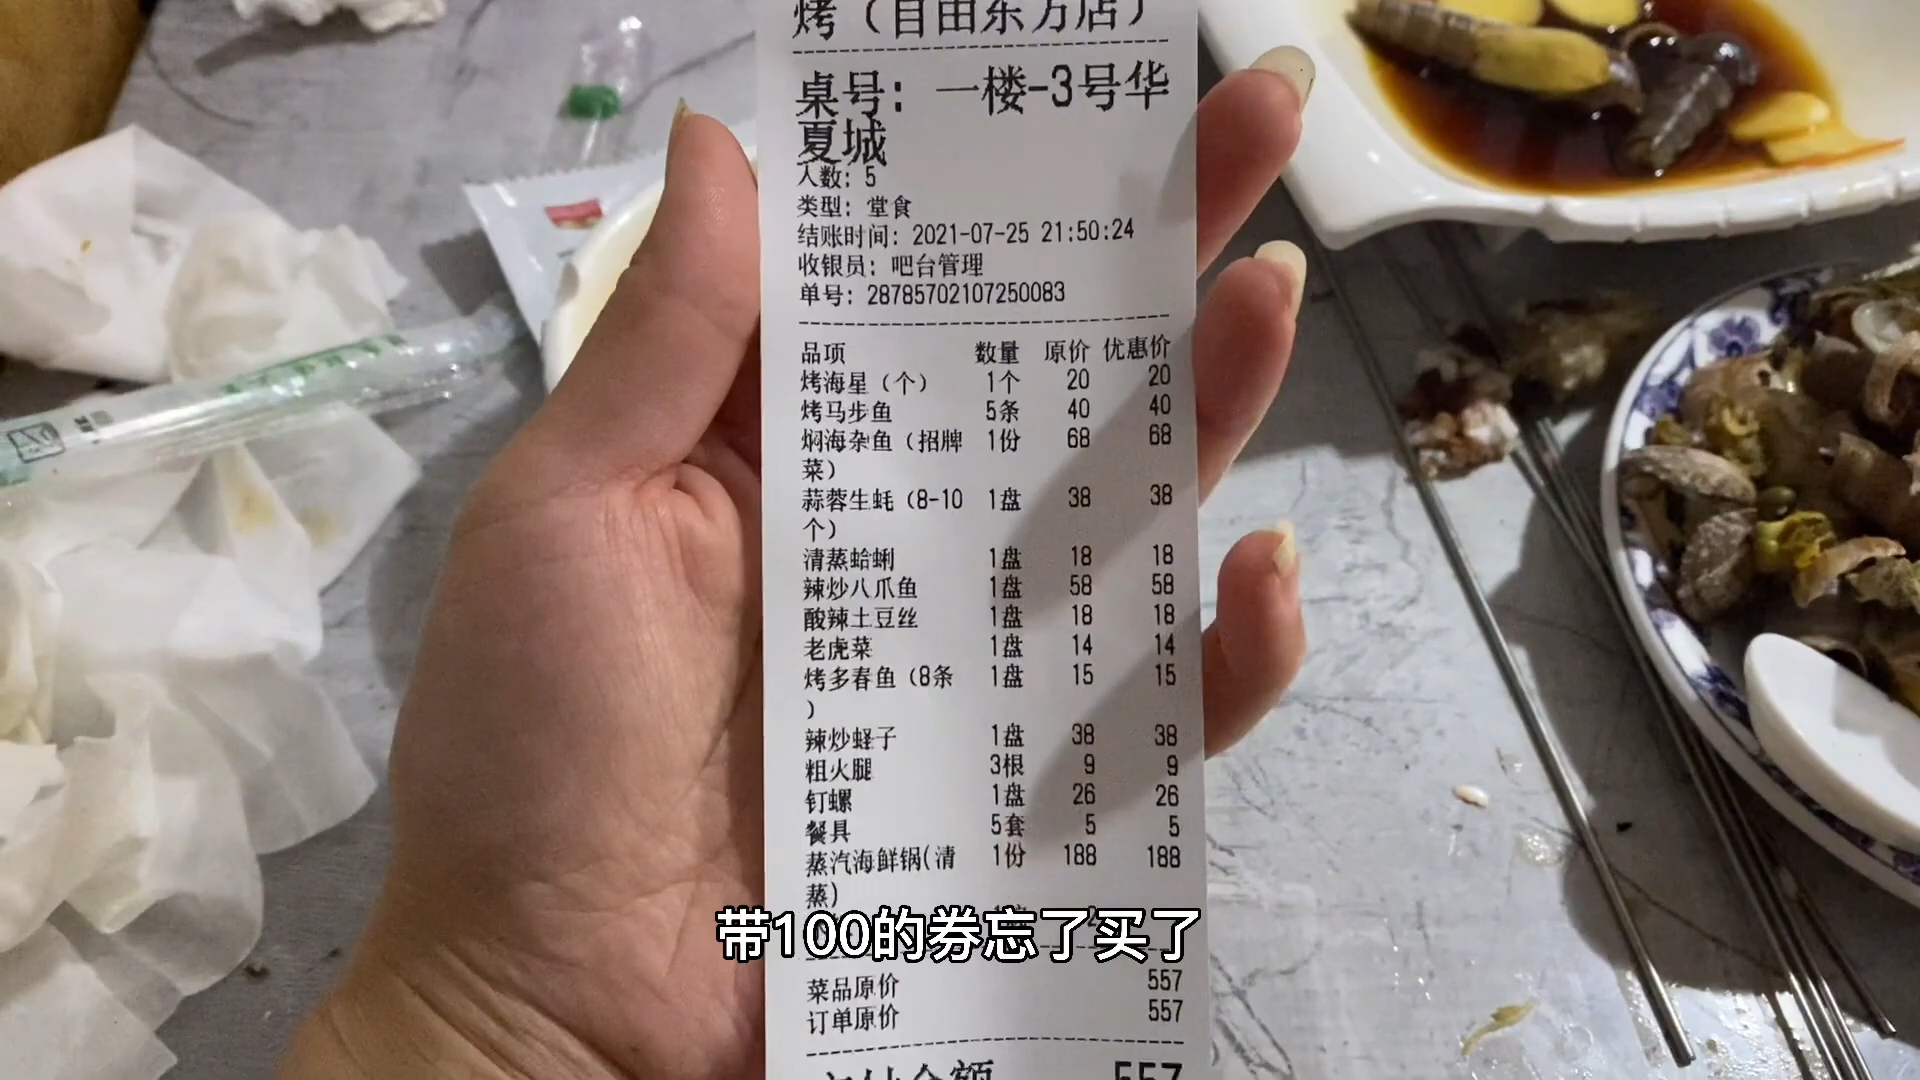 烤（自由东方店）
桌号：一楼-3号华
夏城
人数：5
类型：堂食
结账时间：2021-07-25 21:50:24
收银员：吧台管理
单号：28785702107250083
品项 数量 原价 优惠价
烤海星（个） 1个 20 20
烤马步鱼 5条 40 40
焖海杂鱼（招牌 1份 68 68
菜）
蒜蓉生蚝（8-10 1盘 38 38
个）
清蒸蛤蜊 1盘 18 18
辣炒八爪鱼 1盘 58 58
酸辣土豆丝 1盘 18 18
老虎菜 1盘 14 14
烤多春鱼（8条 1盘 15 15
）
辣炒蛏子 1盘 38 38
粗火腿 3根 9 9
钉螺 1盘 26 26
餐具 5套 5 5
蒸汽海鲜锅(清 1份 188 188
蒸)
带100的券忘了买了
菜品原价 557
订单原价 557
557